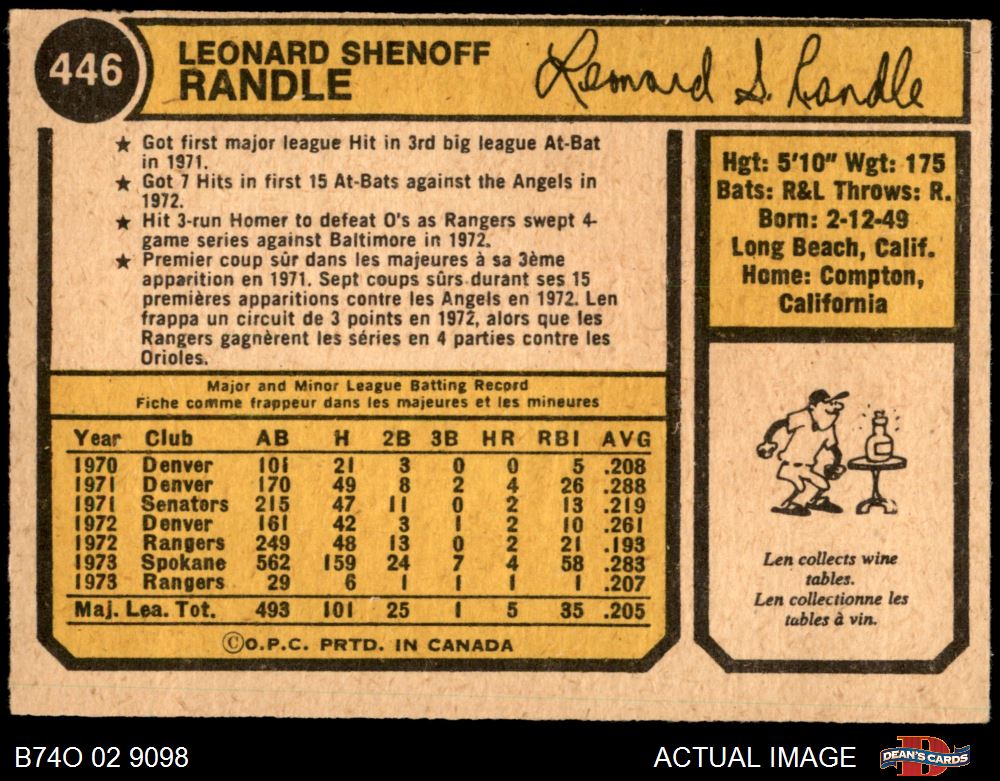 446
LEONARD SHENOFF
RANDLE
Leonard S. Randle
★ Got first major league Hit in 3rd big league At-Bat
in 1971.
★ Got 7 Hits in first 15 At-Bats against the Angels in
1972.
★ Hit 3-run Homer to defeat O's as Rangers swept 4-
game series against Baltimore in 1972.
★ Premier coup sûr dans les majeures à sa 3ème
apparition en 1971. Sept coups sûrs durant ses 15
premières apparitions contre les Angels en 1972. Len
frappa un circuit de 3 points en 1972, alors que les
Rangers gagnèrent les séries en 4 parties contre les
Orioles.
Hgt: 5'10" Wgt: 175
Bats: R&L Throws: R.
Born: 2-12-49
Long Beach, Calif.
Home: Compton,
California
Major and Minor League Batting Record
Fiche comme frappeur dans les majeures et les mineures
Year Club AB H 2B 3B HR RBI AVG
1970 Denver 101 21 3 0 0 5 .208
1971 Denver 170 49 8 2 4 26 .288
1971 Senators 215 47 11 0 2 13 .219
1972 Denver 161 42 3 1 2 10 .261
1972 Rangers 249 48 13 0 2 21 .193
1973 Spokane 562 159 24 7 4 58 .283
1973 Rangers 29 6 1 1 1 1 .207
Maj. Lea. Tot. 493 101 25 1 5 35 .205
©O.P.C. PRTD. IN CANADA
Len collects wine
tables.
Len collectionne les
tables à vin.
B74O 02 9098
ACTUAL IMAGE
DEAN'S CARDS